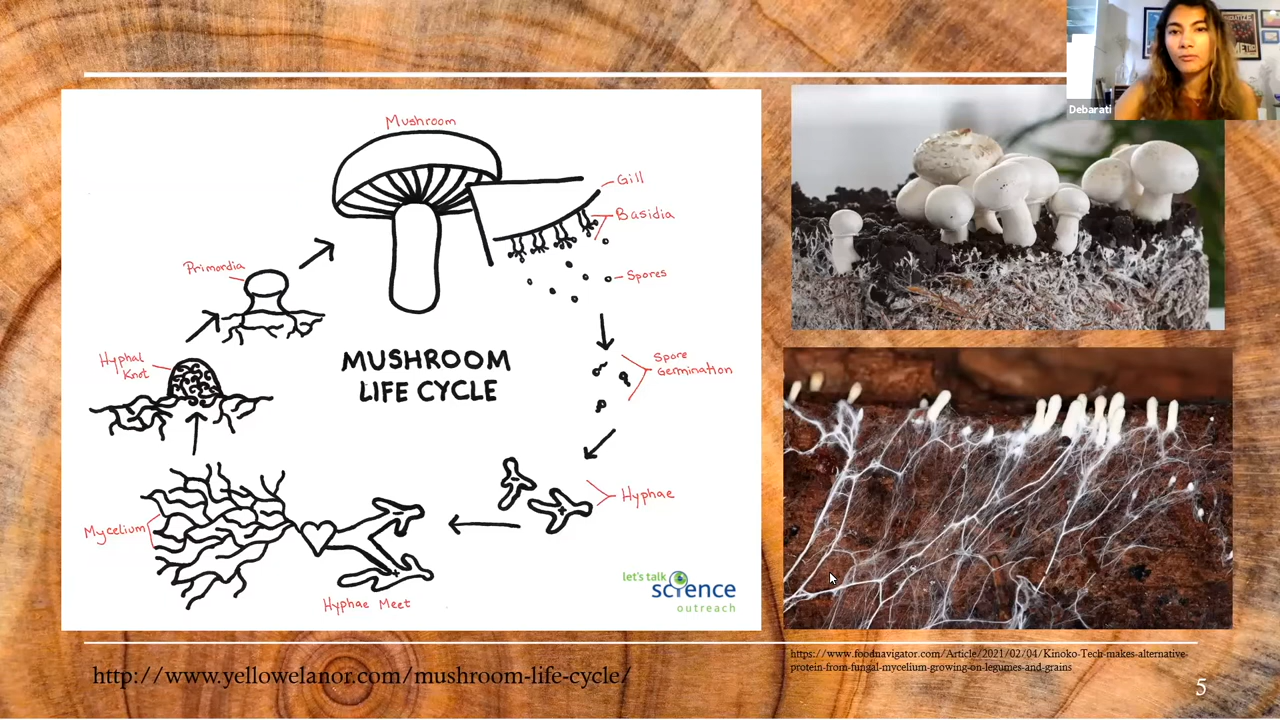 Debarati
Mushroom
Gill
Basidia
Primordia
Spores
MUSHROOM
LIFE CYCLE
Hyphal
Knot
Spore
Germination
Hyphae
Mycelium
Hyphae Meet
let's talk
science
outreach
http://www.yellowelanor.com/mushroom-life-cycle/
https://www.foodnavigator.com/Article/2021/02/04/Kinoko-Tech-makes-alternative-
protein-from-fungal-mycelium-growing-on-legumes-and-grains
5